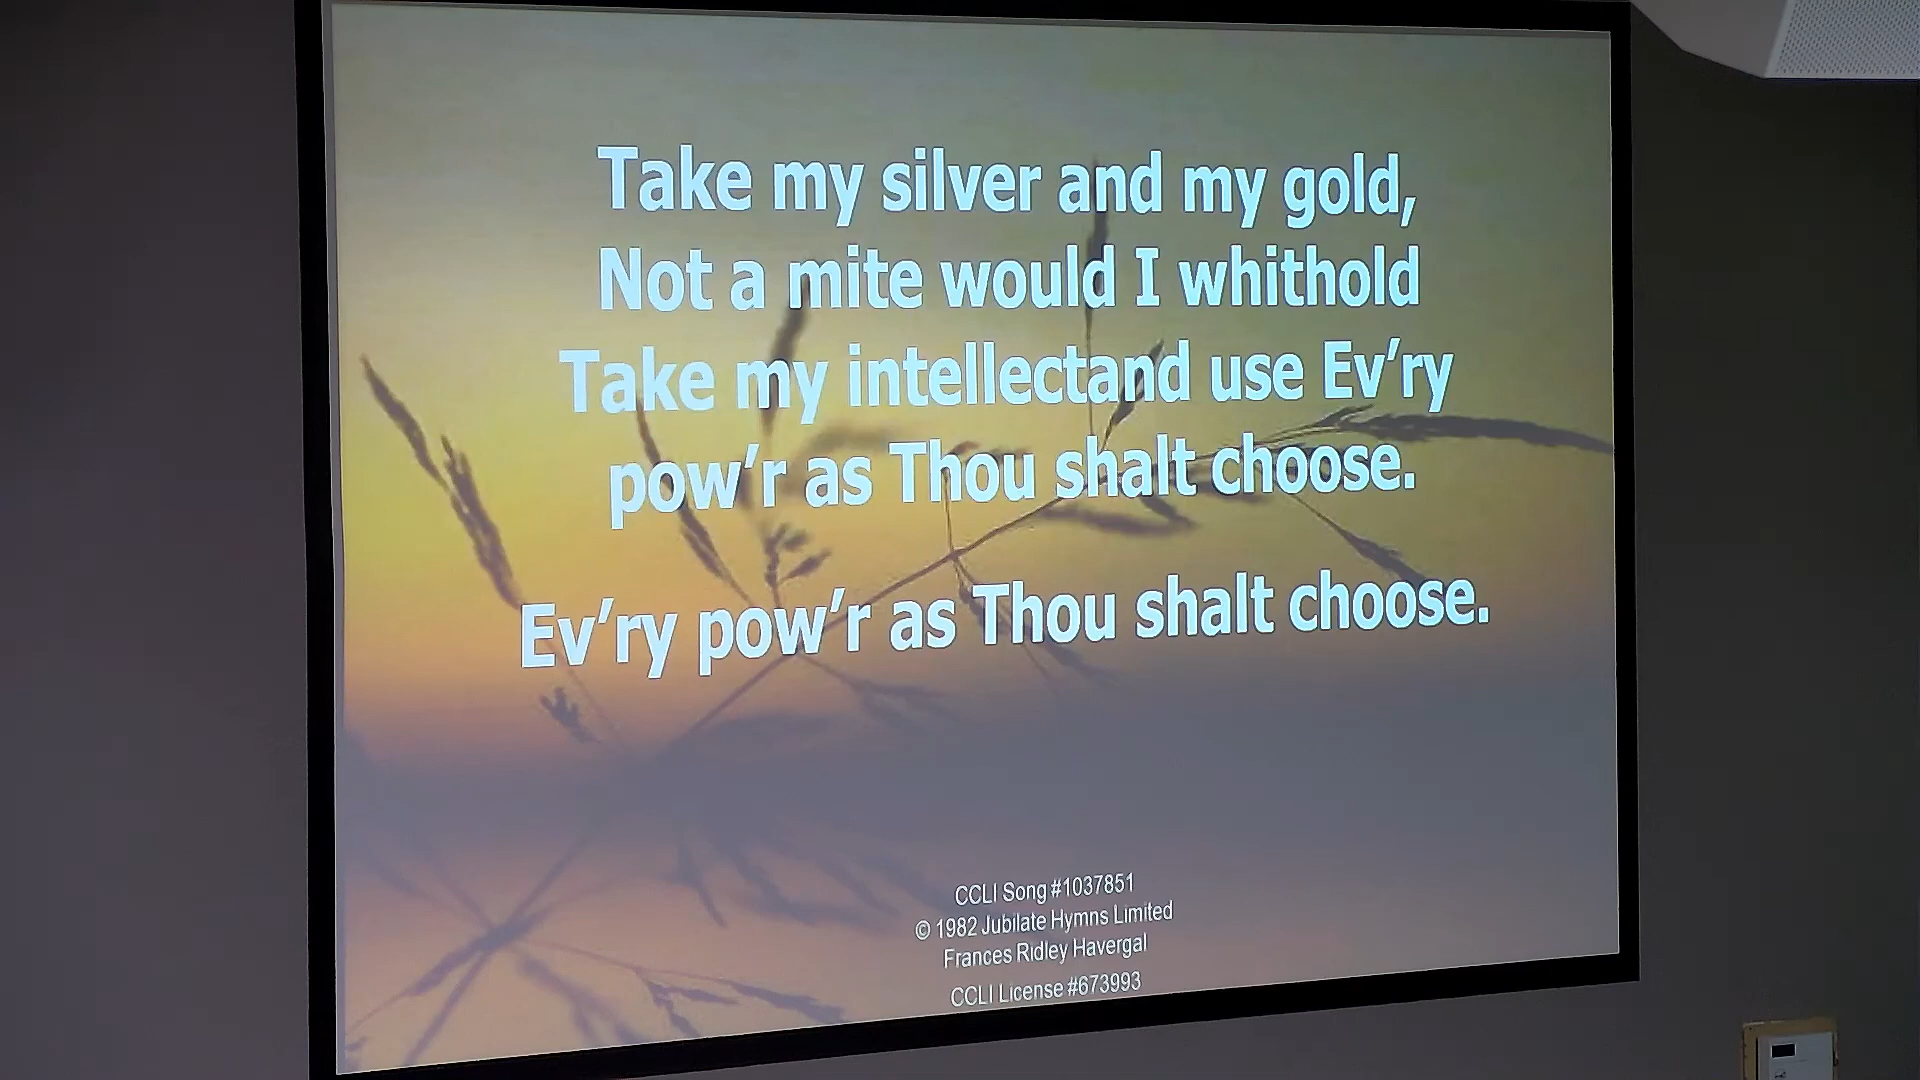 Take my silver and my gold,
Not a mite would I whithold
Take my intellectand use Ev’ry
pow’r as Thou shalt choose.
Ev’ry pow’r as Thou shalt choose.
CCLI Song #1037851
© 1982 Jubilate Hymns Limited
Frances Ridley Havergal
CCLI License #673993